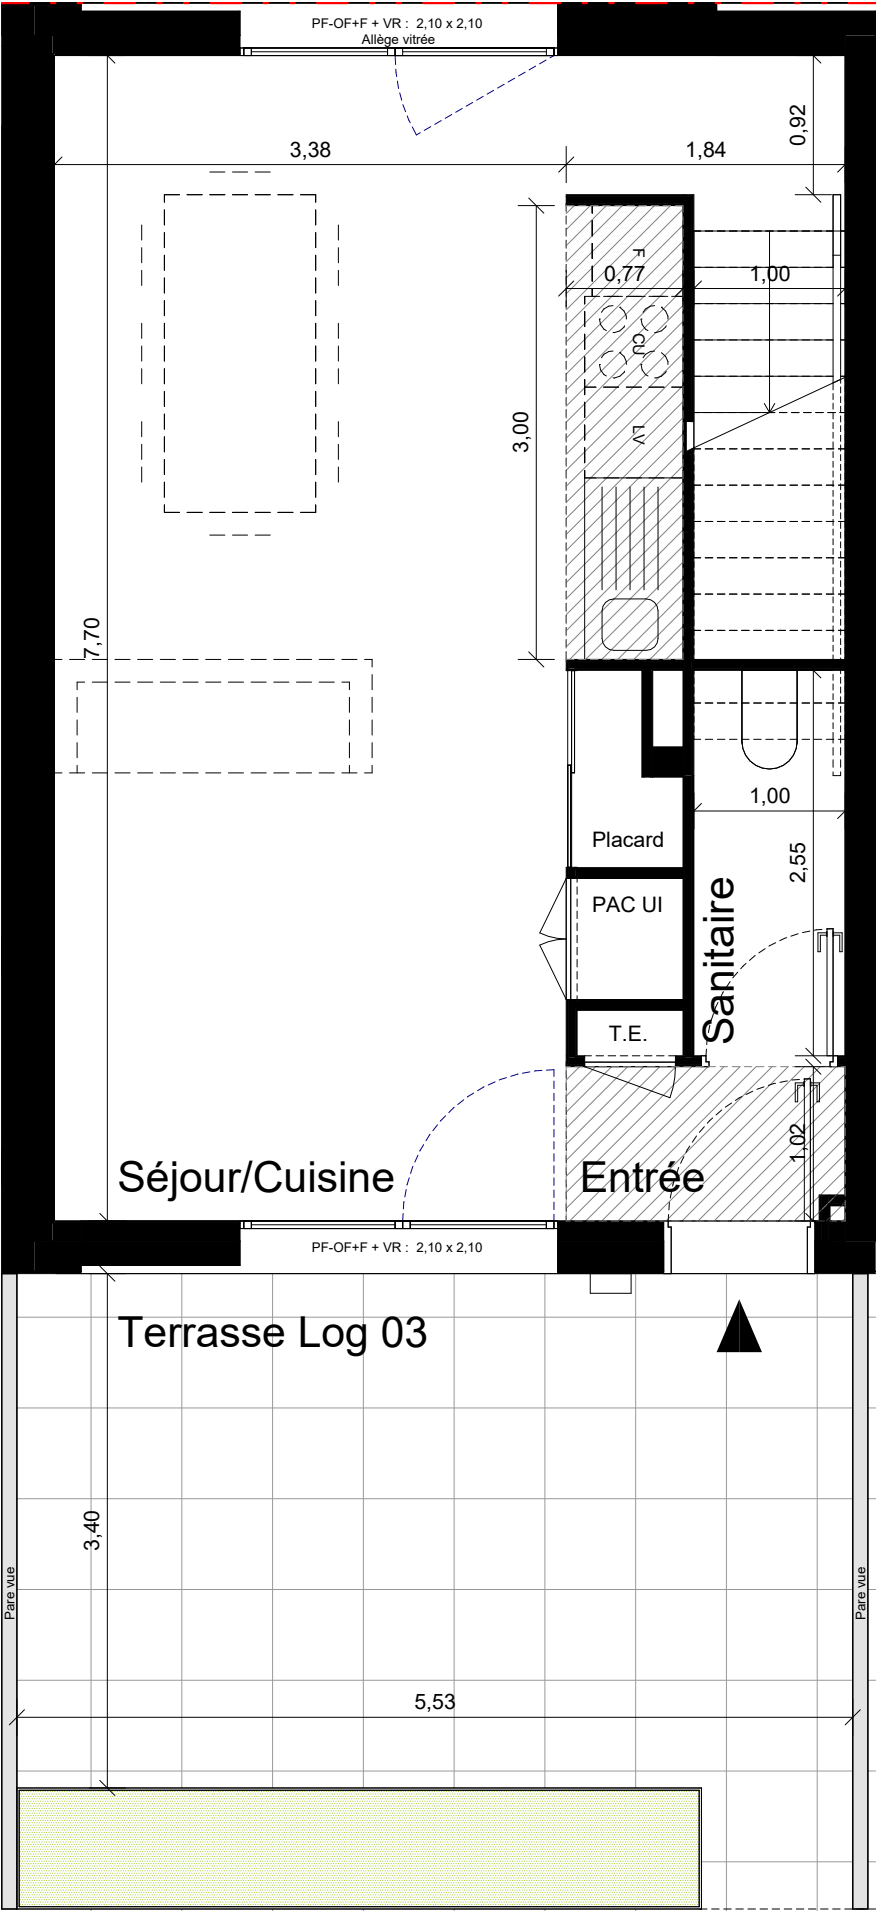 PF-OF+F + VR : 2,10 x 2,10
Allège vitrée
0,92
3,38
1,84
F
0,77
1,00
CU
LV
3,00
7,70
1,00
Placard
2,55
PAC UI
Sanitaire
T.E.
1,02
Séjour/Cuisine
Entrée
PF-OF+F + VR : 2,10 x 2,10
Terrasse Log 03
3,40
Pare vue
Pare vue
5,53